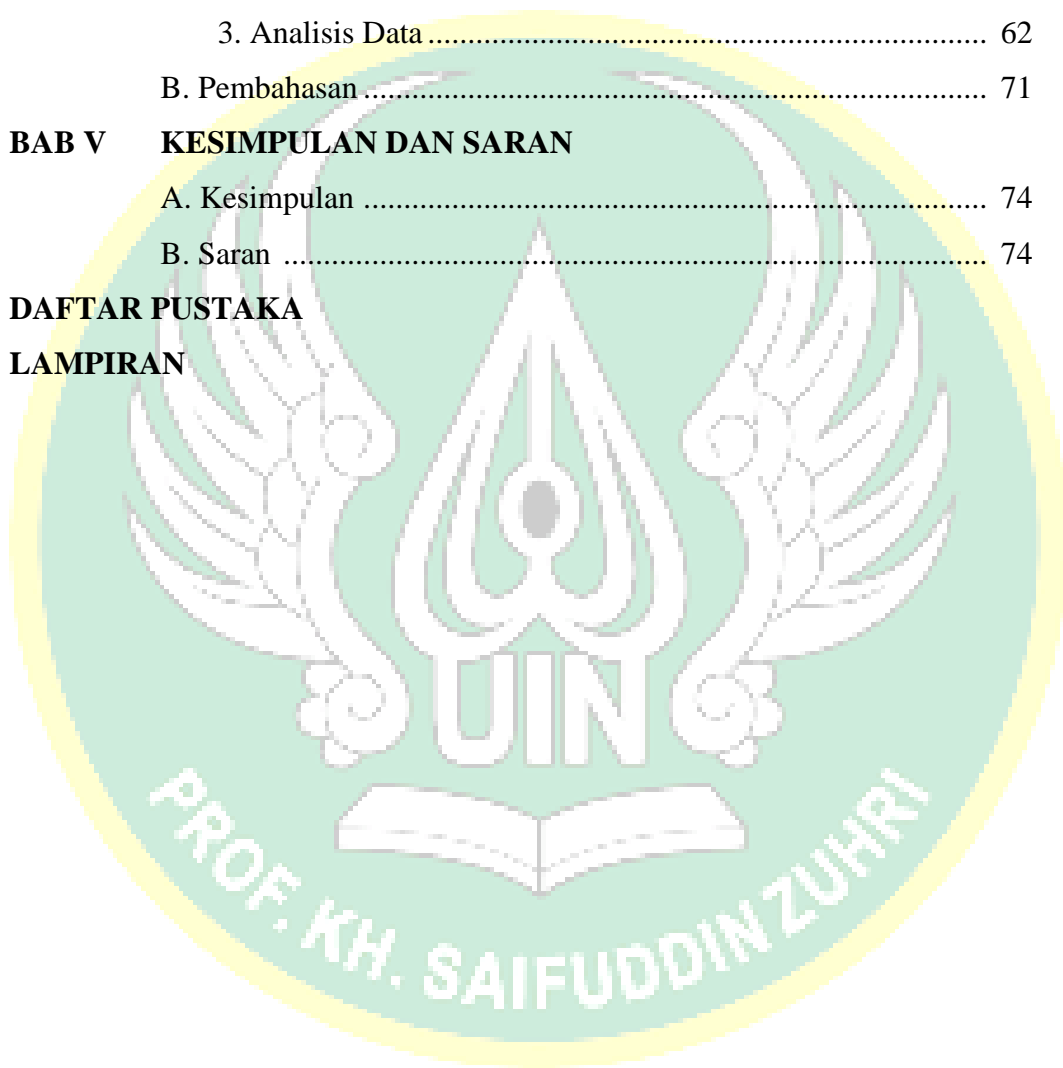 3. Analisis Data ........................................................................ 62
B. Pembahasan ................................................................................ 71
BAB V KESIMPULAN DAN SARAN
A. Kesimpulan ................................................................................ 74
B. Saran .......................................................................................... 74
DAFTAR PUSTAKA
LAMPIRAN
UIN
PROF. KH. SAIFUDDIN ZUHRI